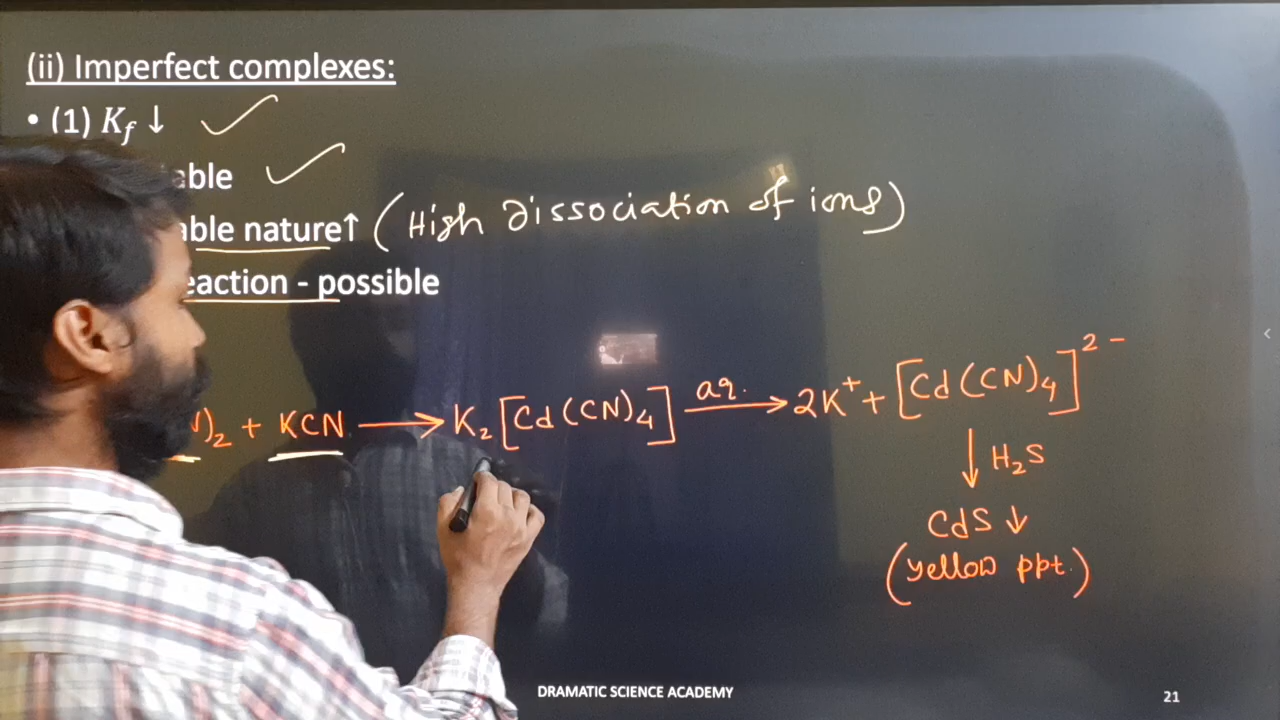 (ii) Imperfect complexes:
• (1) K_f ↓ ✓
able ✓
able nature↑ (High dissociation of ions)
eaction - possible
)₂ + KCN ⟶ K₂[Cd(CN)₄] —aq.→ 2K⁺ + [Cd(CN)₄]²⁻
↓ H₂S
CdS ↓
(yellow ppt.)
DRAMATIC SCIENCE ACADEMY
21